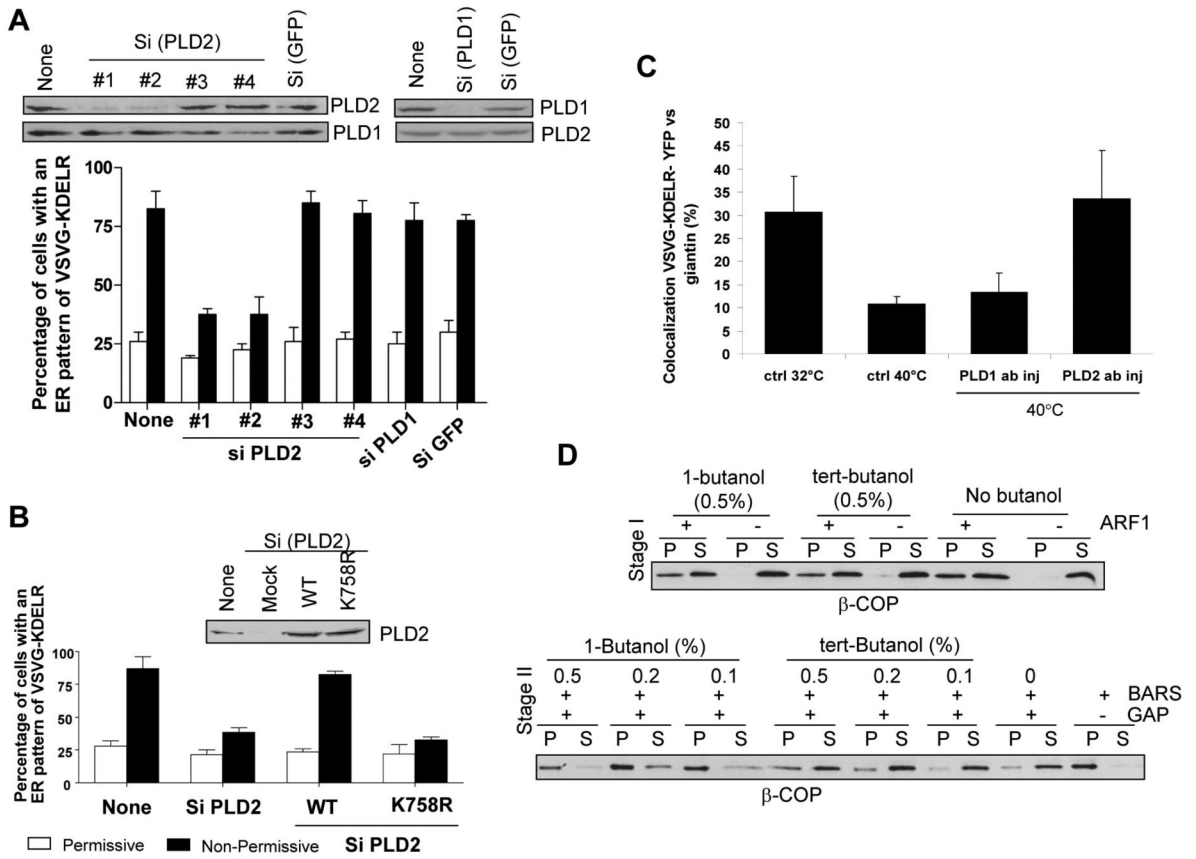 A
Si (PLD2)
None
#1 #2 #3 #4
Si (GFP)
PLD2
PLD1
None
Si (PLD1)
Si (GFP)
PLD1
PLD2
Percentage of cells with an
ER pattern of VSVG-KDELR
100
75
50
25
0
None #1 #2 #3 #4 si PLD1 Si GFP
si PLD2
B
Si (PLD2)
None
Mock
WT
K758R
PLD2
Percentage of cells with an
ER pattern of VSVG-KDELR
100
75
50
25
0
None Si PLD2 WT K758R
Si PLD2
Permissive Non-Permissive
C
Colocalization VSVG-KDELR- YFP vs
giantin (%)
50
45
40
35
30
25
20
15
10
5
0
ctrl 32°C ctrl 40°C PLD1 ab inj PLD2 ab inj
40°C
D
Stage I
1-butanol
(0.5%)
tert-butanol
(0.5%)
No butanol
+ - + - + - ARF1
P S P S P S P S P S P S
β-COP
Stage II
1-Butanol (%) tert-Butanol (%)
0.5 0.2 0.1 0.5 0.2 0.1 0
+ + + + + + + + BARS
+ + + + + + + - GAP
P S P S P S P S P S P S P S P S
β-COP